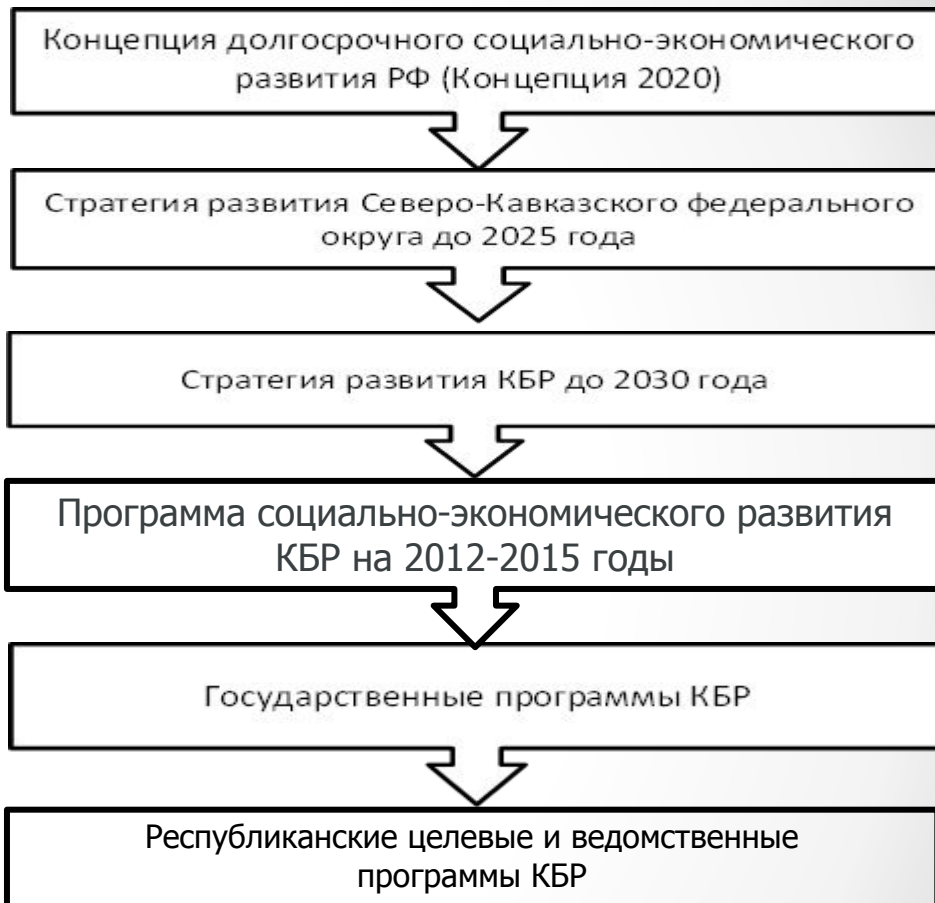 Концепция долгосрочного социально-экономического
развития РФ (Концепция 2020)
Стратегия развития Северо-Кавказского федерального
округа до 2025 года
Стратегия развития КБР до 2030 года
Программа социально-экономического развития
КБР на 2012-2015 годы
Государственные программы КБР
Республиканские целевые и ведомственные
программы КБР